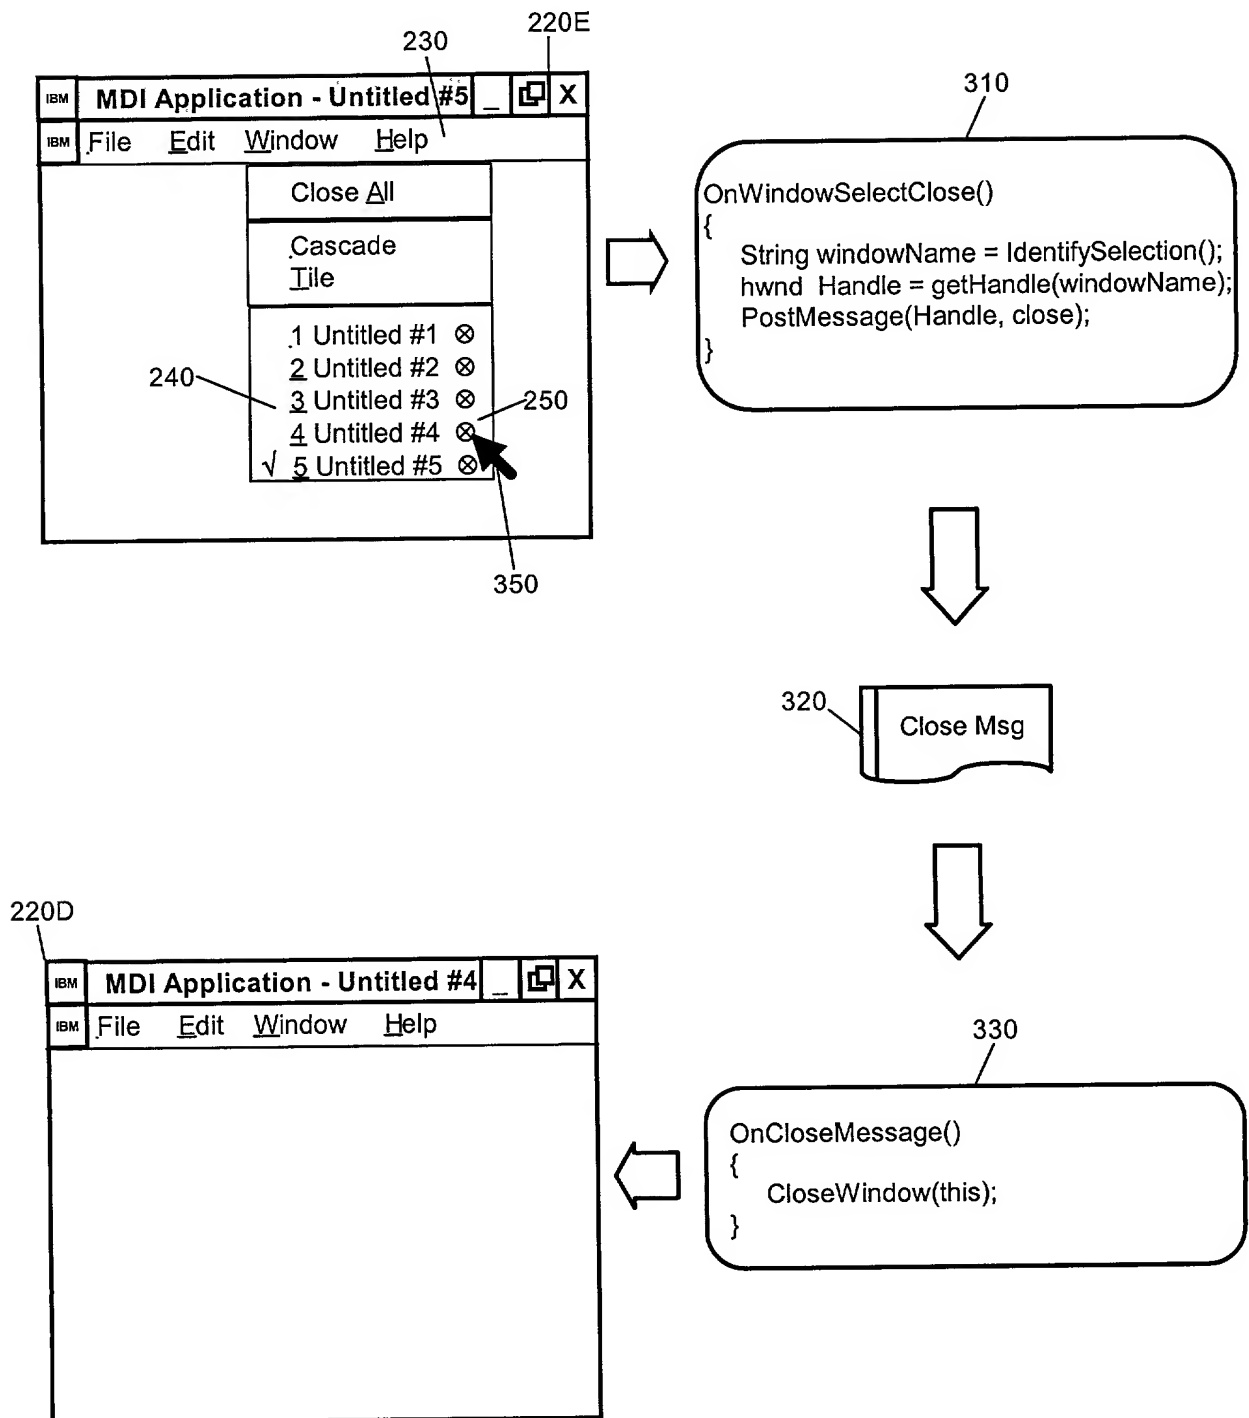 220E
230
IBM MDI Application - Untitled #5 _ X
IBM File Edit Window Help
Close All
Cascade
Tile
1 Untitled #1 ⊗
2 Untitled #2 ⊗
3 Untitled #3 ⊗
4 Untitled #4 ⊗
√ 5 Untitled #5 ⊗
240
250
350
310
OnWindowSelectClose()
{
String windowName = IdentifySelection();
hwnd Handle = getHandle(windowName);
PostMessage(Handle, close);
}
320
Close Msg
220D
IBM MDI Application - Untitled #4 _ X
IBM File Edit Window Help
330
OnCloseMessage()
{
CloseWindow(this);
}